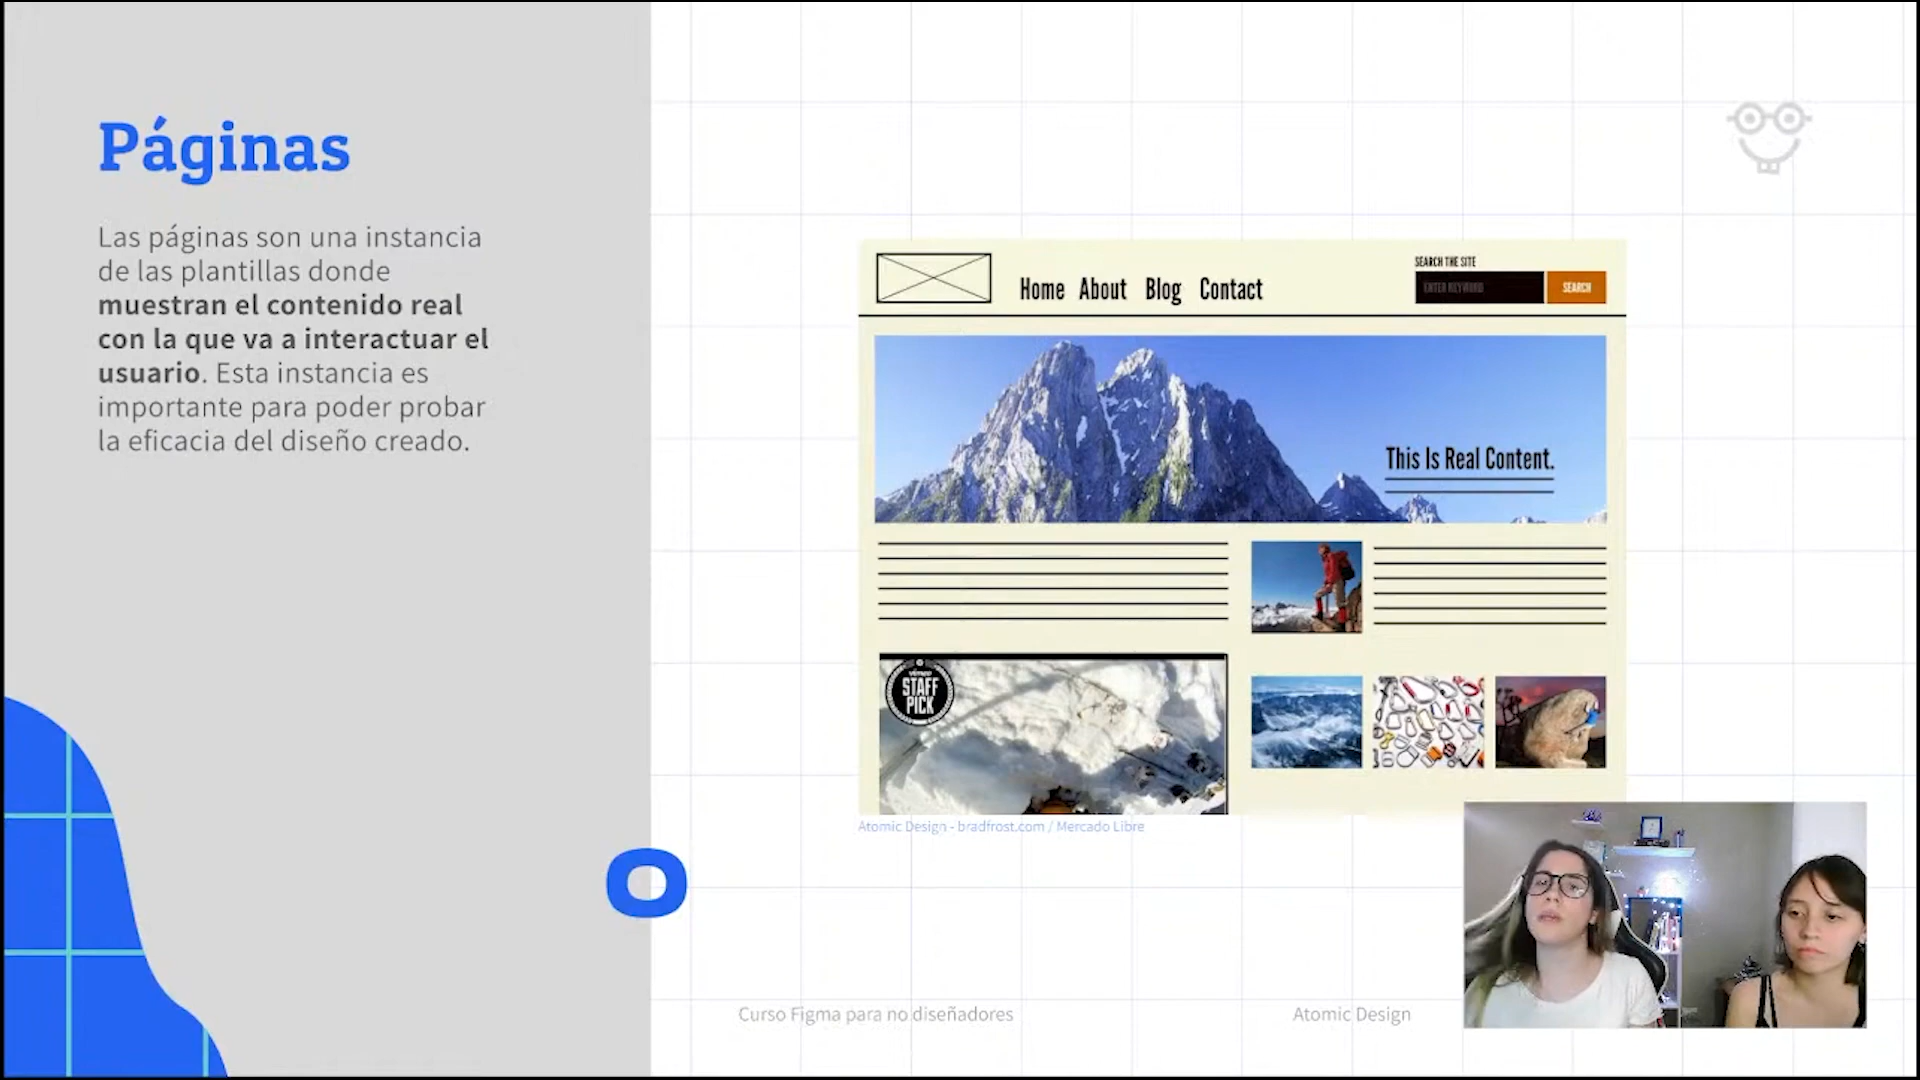 Páginas
Las páginas son una instancia
de las plantillas donde
muestran el contenido real
con la que va a interactuar el
usuario. Esta instancia es
importante para poder probar
la eficacia del diseño creado.
Home About Blog Contact
SEARCH THE SITE
ENTER KEYWORD
SEARCH
This Is Real Content.
vimeo
STAFF
PICK
Atomic Design - bradfrost.com / Mercado Libre
Curso Figma para no diseñadores
Atomic Design